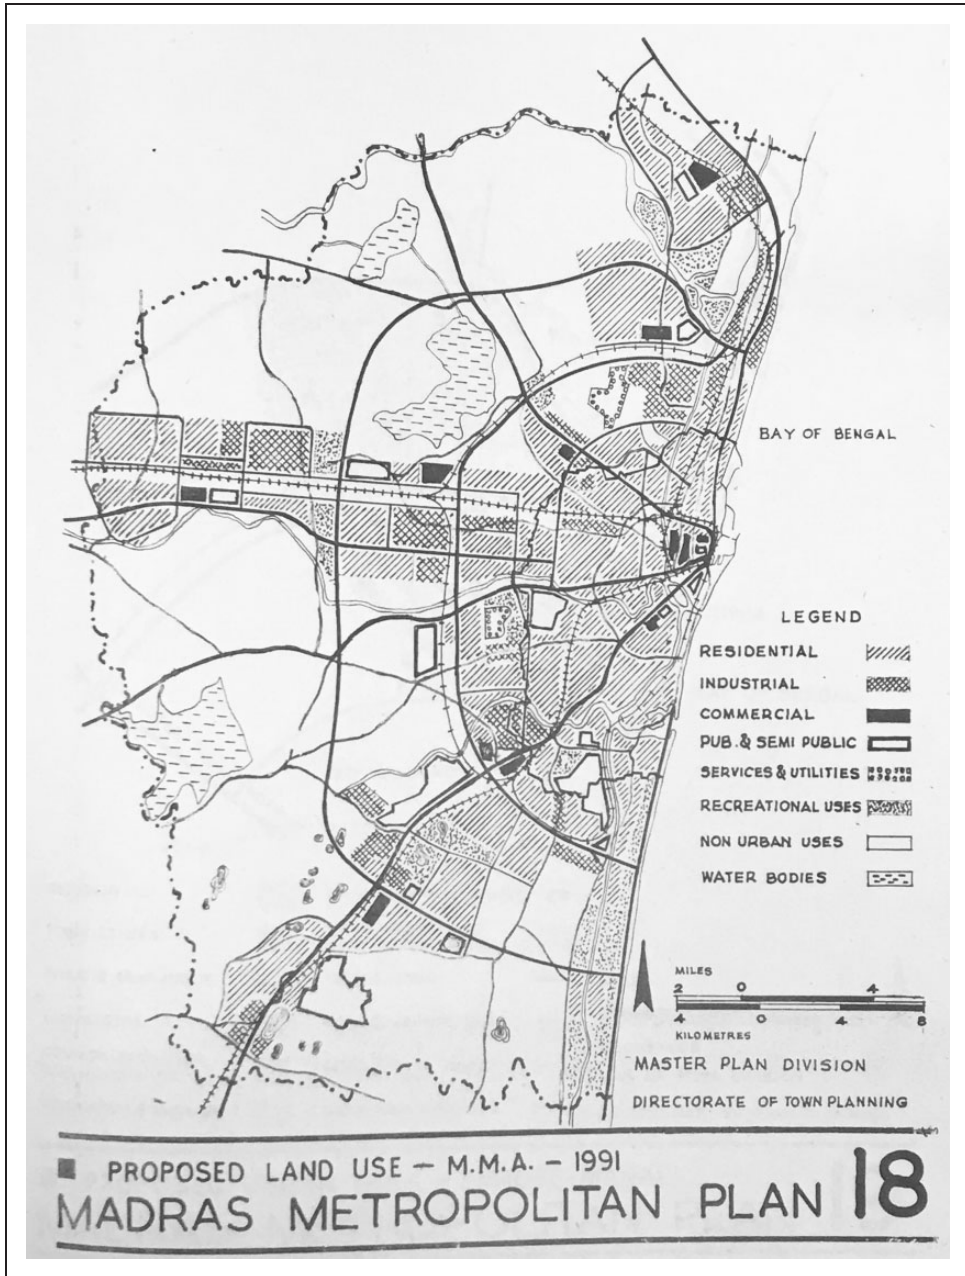 BAY OF BENGAL
LEGEND
RESIDENTIAL
INDUSTRIAL
COMMERCIAL
PUB. & SEMI PUBLIC
SERVICES & UTILITIES
RECREATIONAL USES
NON URBAN USES
WATER BODIES
MILES
2 0 4
4 0 4 8
KILOMETRES
MASTER PLAN DIVISION
DIRECTORATE OF TOWN PLANNING
PROPOSED LAND USE - M.M.A. - 1991
MADRAS METROPOLITAN PLAN 18